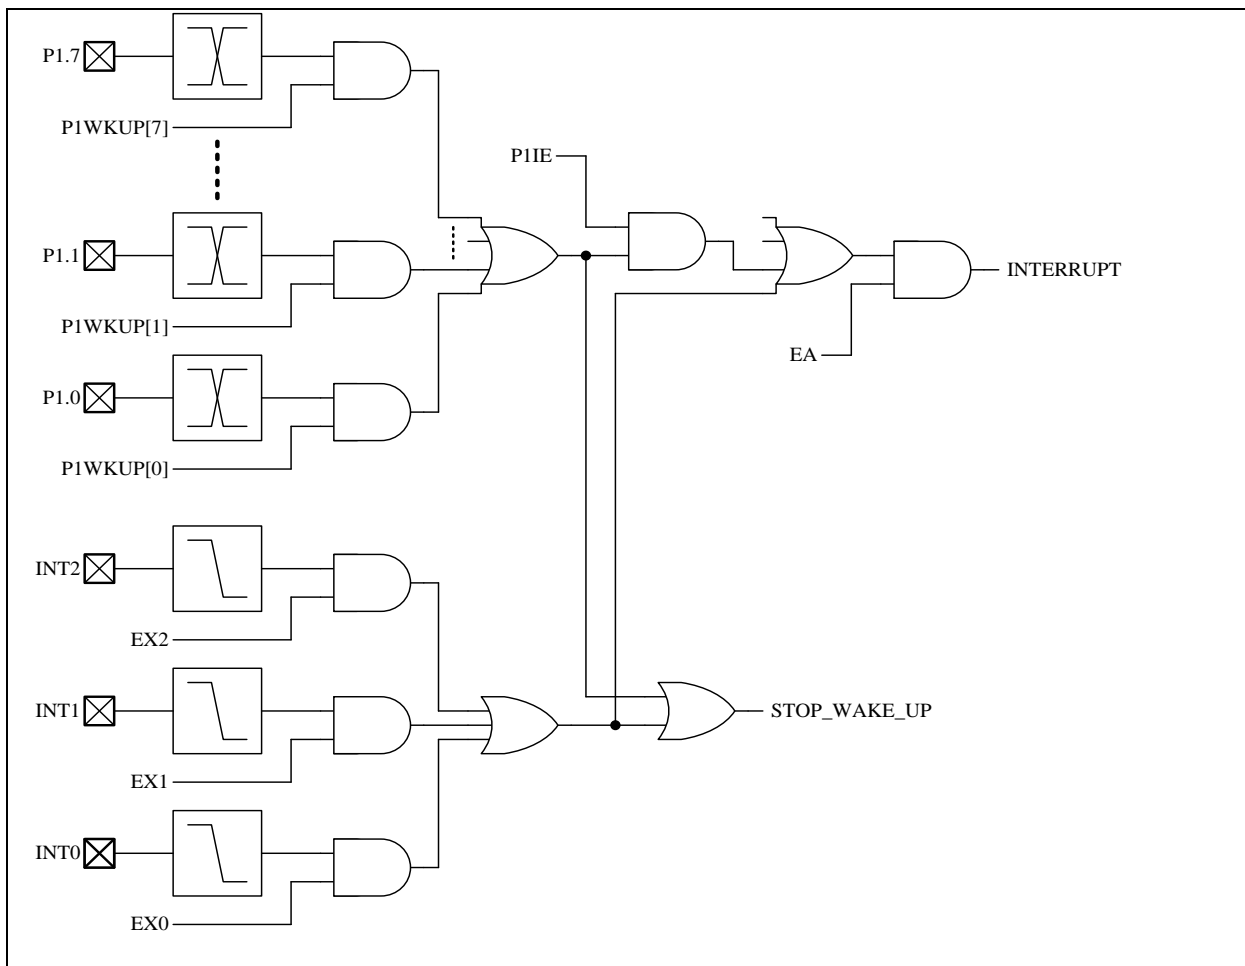 P1.7
P1WKUP[7]
P1IE
P1.1
INTERRUPT
P1WKUP[1]
EA
P1.0
P1WKUP[0]
INT2
EX2
INT1
STOP_WAKE_UP
EX1
INT0
EX0